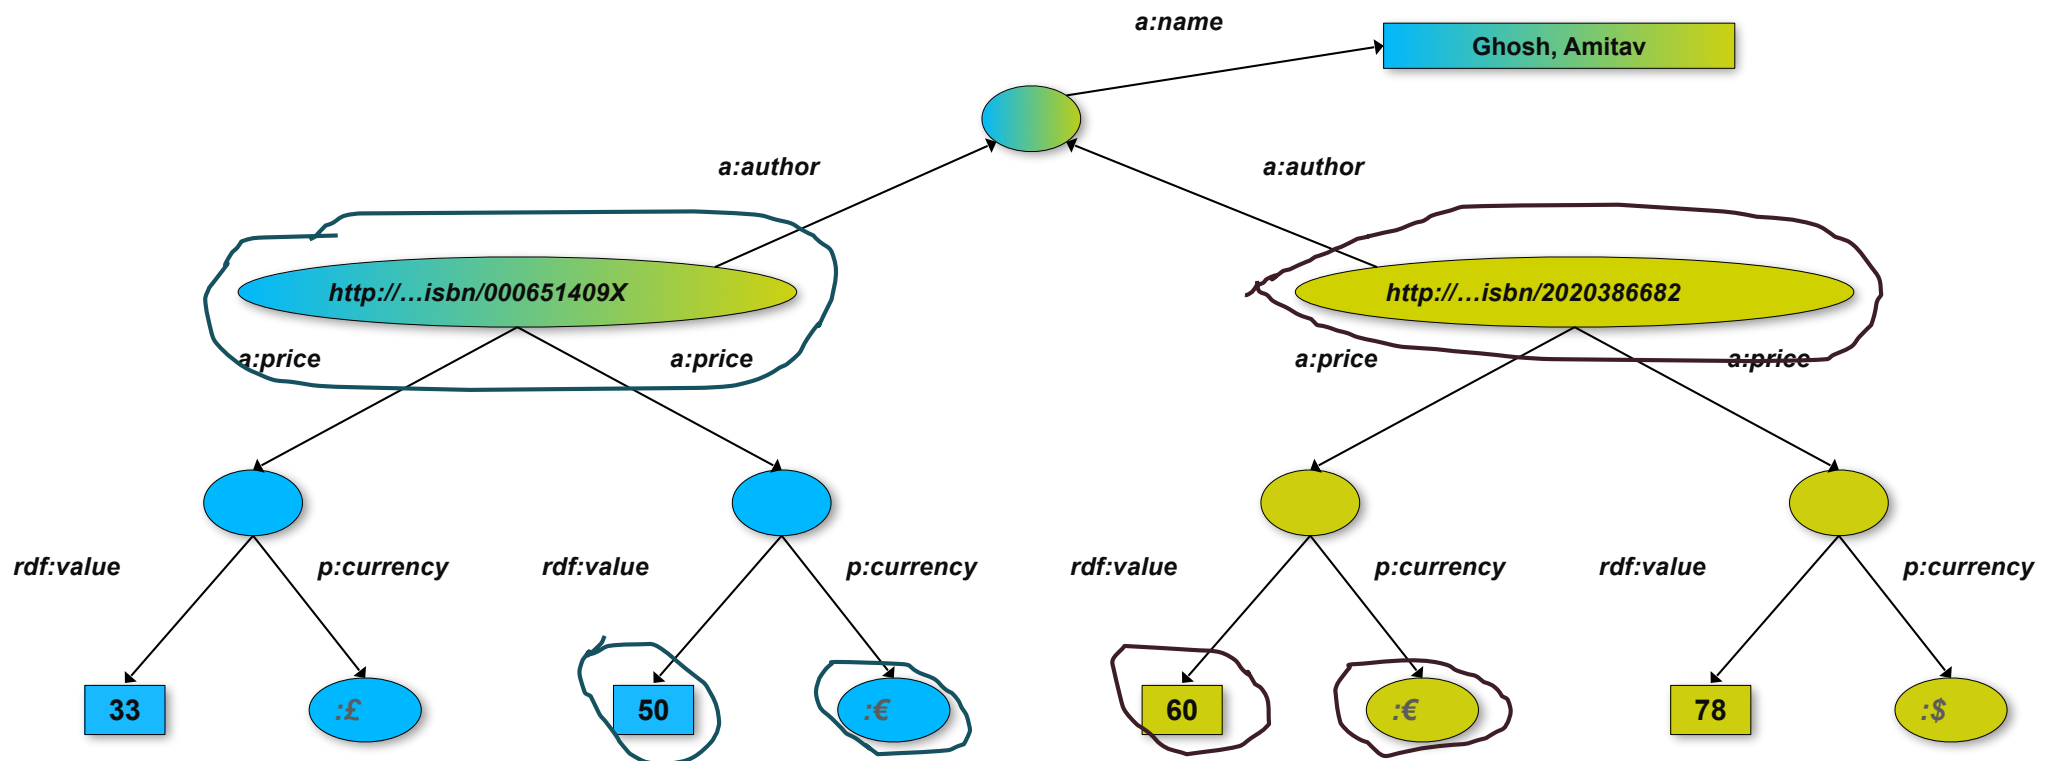 a:name
Ghosh, Amitav
a:author
a:author
http://…isbn/000651409X
http://…isbn/2020386682
a:price
a:price
a:price
a:price
rdf:value
p:currency
rdf:value
p:currency
rdf:value
p:currency
rdf:value
p:currency
33
:£
50
:€
60
:€
78
:$